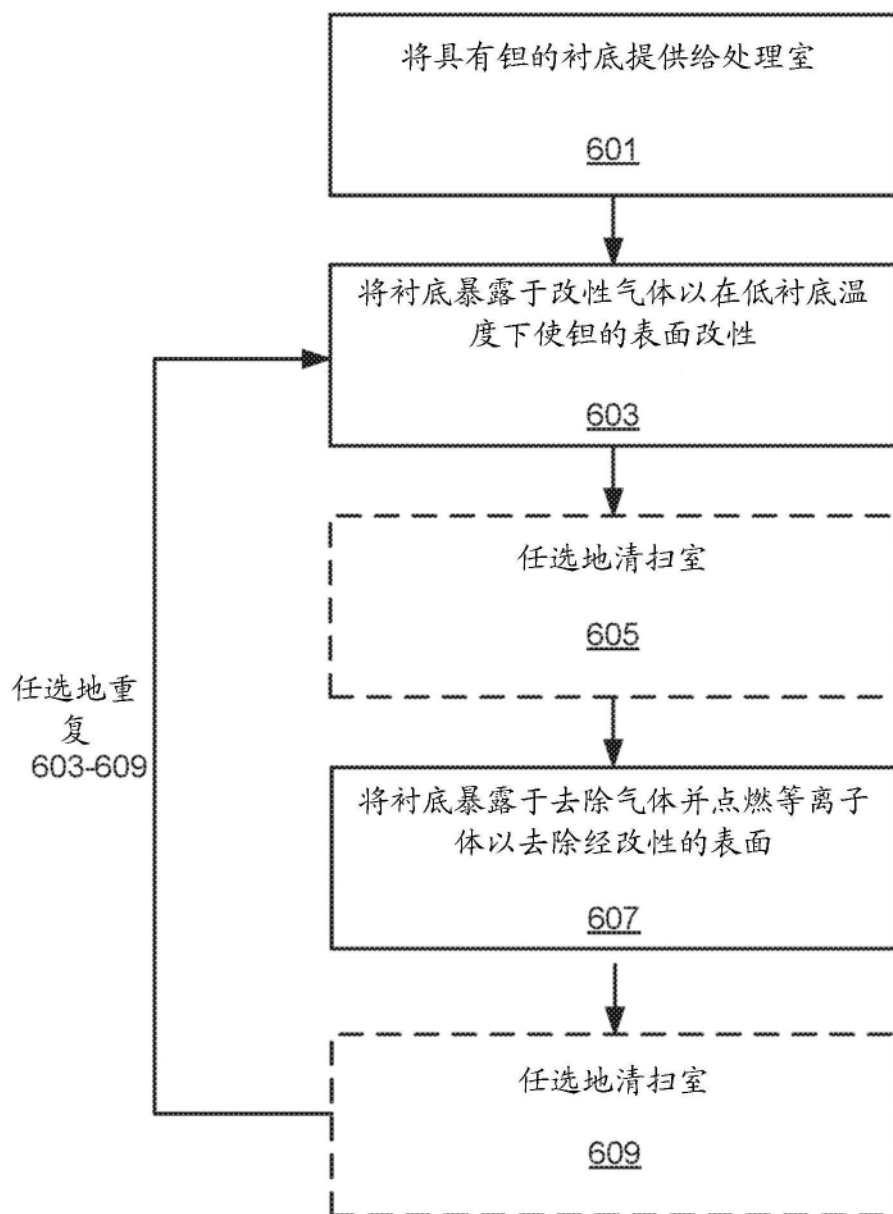 将具有钽的衬底提供给处理室
601
将衬底暴露于改性气体以在低衬底温
度下使钽的表面改性
603
任选地清扫室
605
任选地重
复
603-609
将衬底暴露于去除气体并点燃等离子
体以去除经改性的表面
607
任选地清扫室
609